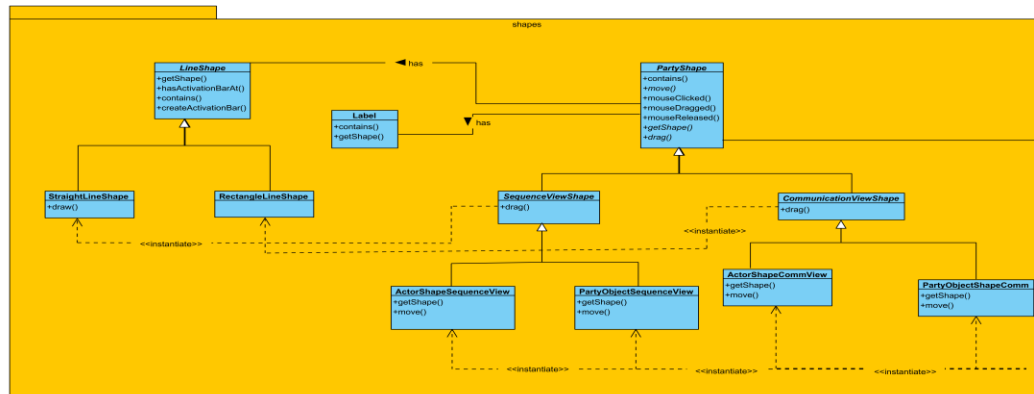 shapes
LineShape
+getShape()
+hasActivationBarAt()
+contains()
+createActivationBar()
has
PartyShape
+contains()
+move()
+mouseClicked()
+mouseDragged()
+mouseReleased()
+getShape()
+drag()
Label
+contains()
+getShape()
has
StraightLineShape
+draw()
RectangleLineShape
SequenceViewShape
+drag()
CommunicationViewShape
+drag()
<<instantiate>>
<<instantiate>>
ActorShapeSequenceView
+getShape()
+move()
PartyObjectSequenceView
+getShape()
+move()
ActorShapeCommView
+getShape()
+move()
PartyObjectShapeComm
+getShape()
+move()
<<instantiate>>
<<instantiate>>